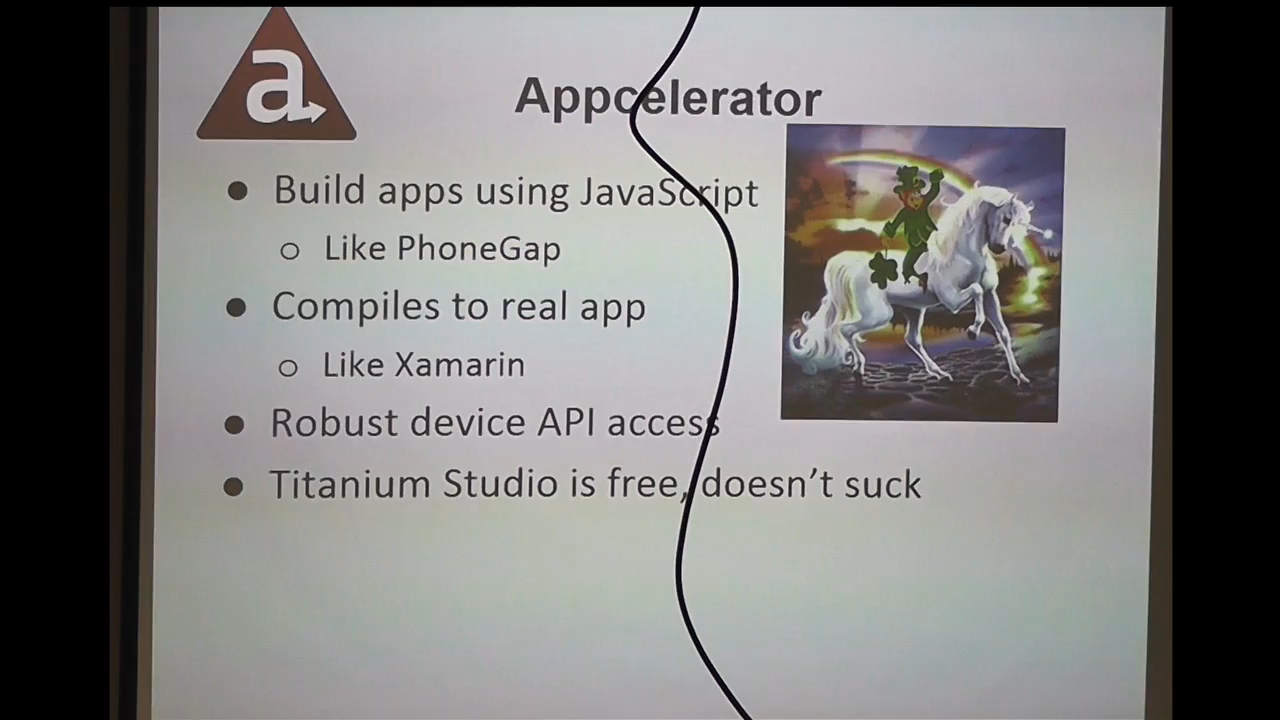 a
Appcelerator
● Build apps using JavaScript
○ Like PhoneGap
● Compiles to real app
○ Like Xamarin
● Robust device API access
● Titanium Studio is free, doesn't suck